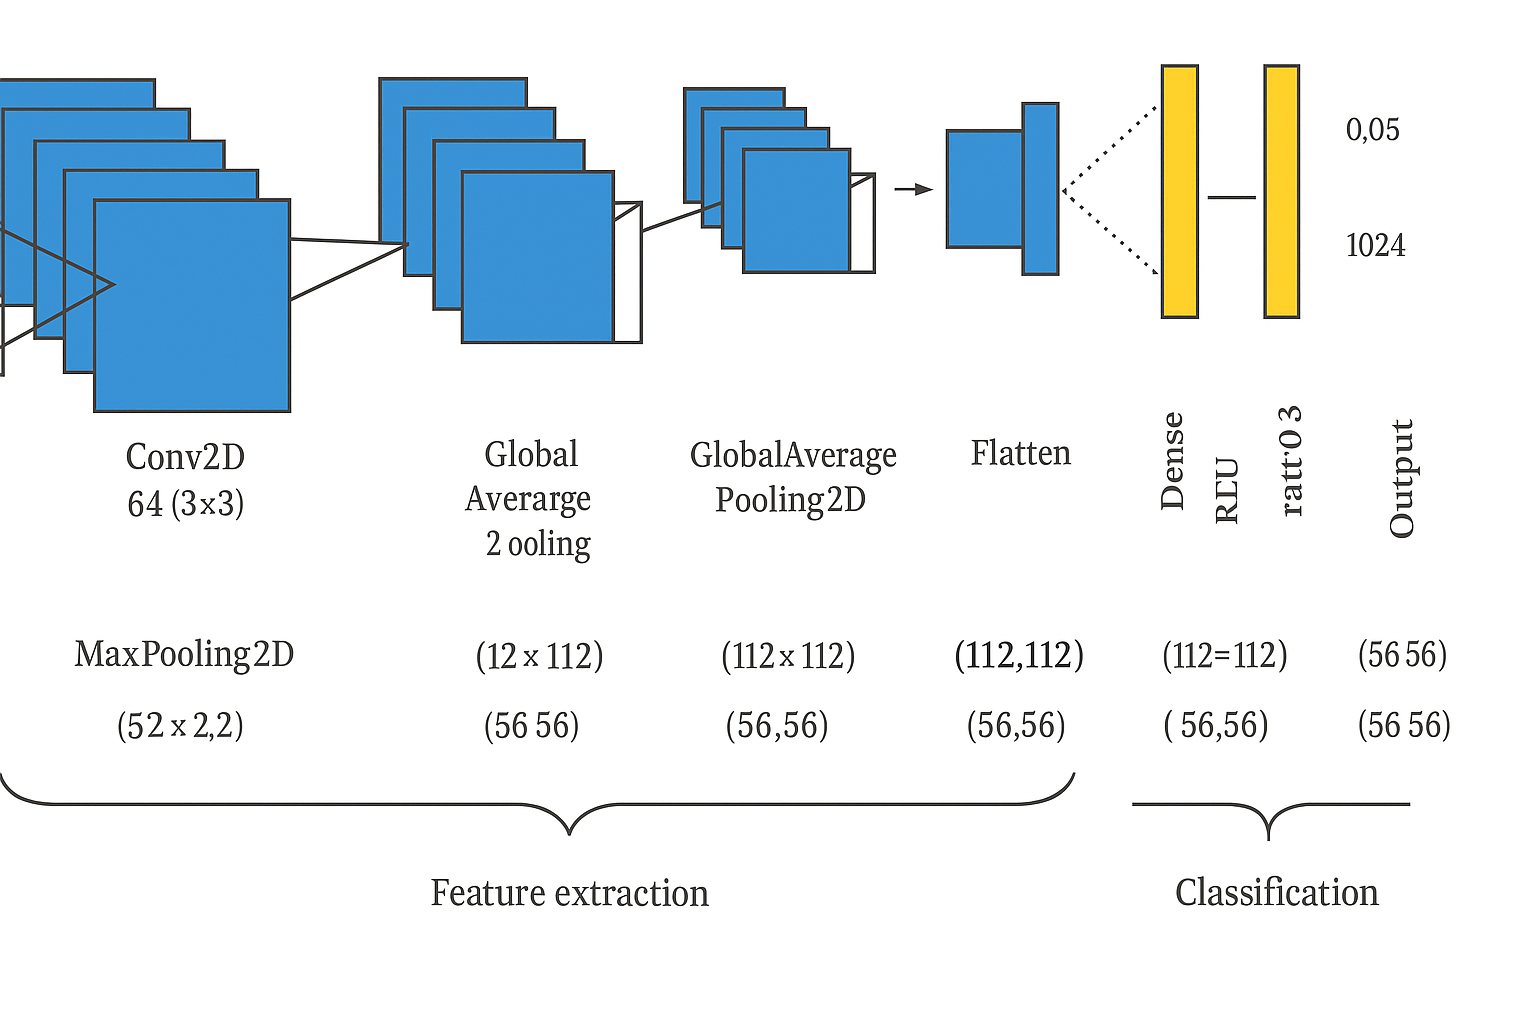 0,05
1024
Conv2D
64 (3x3)
Global
Averarge
2 ooling
GlobalAverage
Pooling2D
Flatten
Dense
RLU
ratt'0 3
Output
MaxPooling2D
(12 x 112)
(112 x 112)
(112,112)
(112=112)
(56 56)
(52 x 2,2)
(56 56)
(56,56)
(56,56)
( 56,56)
(56 56)
Feature extraction
Classification